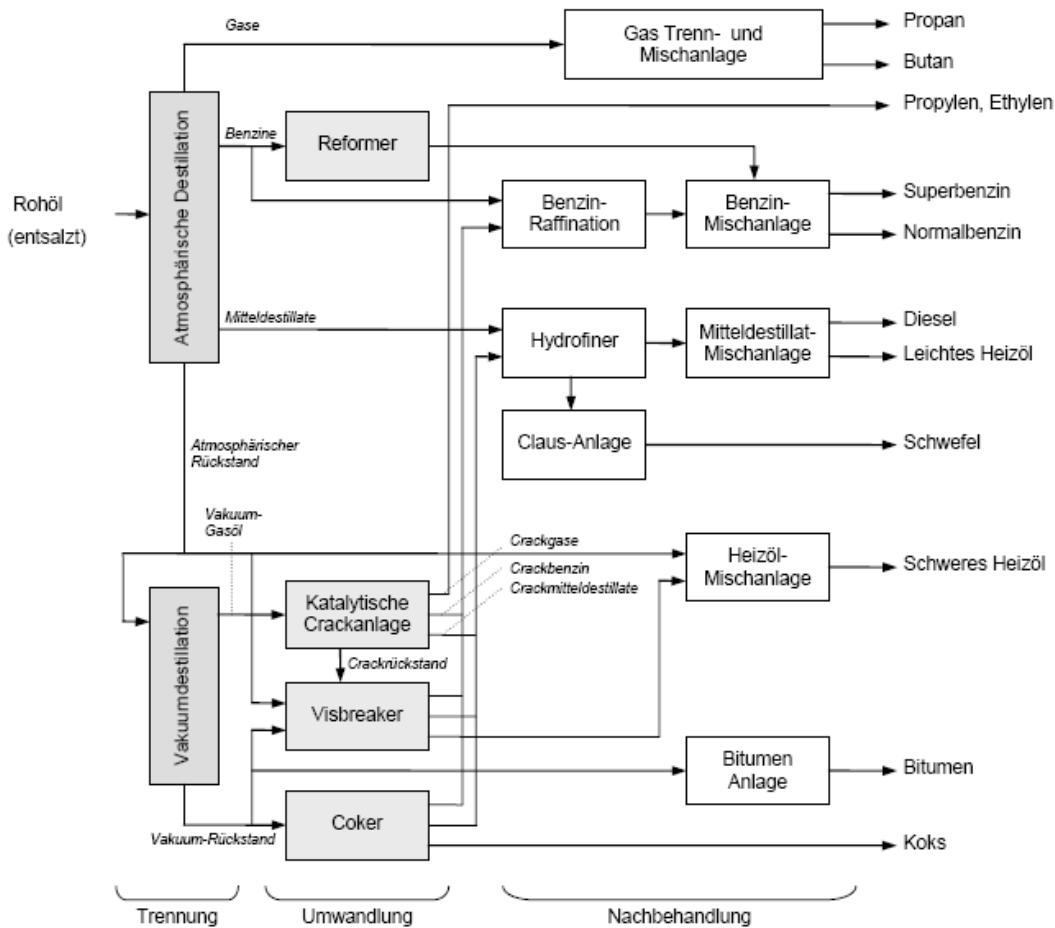 Gase
Gas Trenn- und
Mischanlage
Propan
Butan
Propylen, Ethylen
Atmosphärische Destillation
Benzine
Reformer
Rohöl
(entsalzt)
Benzin-
Raffination
Benzin-
Mischanlage
Superbenzin
Normalbenzin
Mitteldestillate
Hydrofiner
Mitteldestillat-
Mischanlage
Diesel
Leichtes Heizöl
Claus-Anlage
Schwefel
Atmosphärischer
Rückstand
Vakuum-
Gasöl
Crackgase
Crackbenzin
Crackmitteldestillate
Heizöl-
Mischanlage
Schweres Heizöl
Vakuumdestillation
Katalytische
Crackanlage
Crackrückstand
Visbreaker
Bitumen
Anlage
Bitumen
Vakuum-Rückstand
Coker
Koks
Trennung
Umwandlung
Nachbehandlung